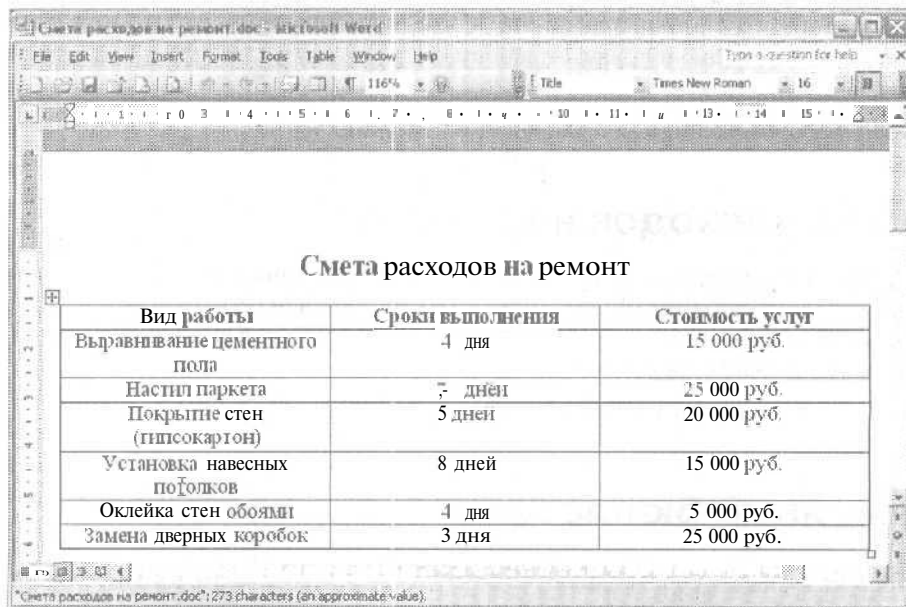 Смета расходов на ремонт.doc - Microsoft Word
File Edit View Insert Format Tools Table Window Help Type a question for help
116% Title Times New Roman 16
Смета расходов на ремонт
Вид работы Сроки выполнения Стоимость услуг
Выравнивание цементного 4 дня 15 000 руб.
пола
Настил паркета дней 25 000 руб.
Покрытие стен 5 дней 20 000 руб.
(гипсокартон)
Установка навесных 8 дней 15 000 руб.
потолков
Оклейка стен обоями 4 дня 5 000 руб.
Замена дверных коробок 3 дня 25 000 руб.
"Смета расходов на ремонт.doc": 273 characters (an approximate value).